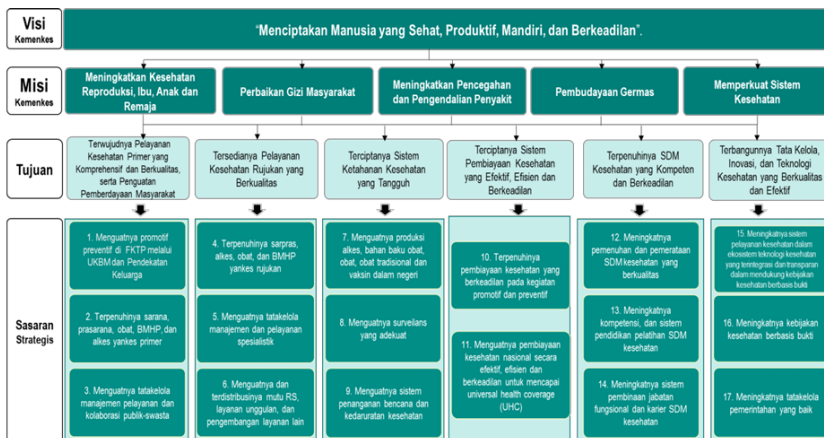 Visi
Kemenkes
"Menciptakan Manusia yang Sehat, Produktif, Mandiri, dan Berkeadilan".
Misi
Kemenkes
Meningkatkan Kesehatan
Reproduksi, Ibu, Anak dan
Remaja
Perbaikan Gizi Masyarakat
Meningkatkan Pencegahan
dan Pengendalian Penyakit
Pembudayaan Germas
Memperkuat Sistem
Kesehatan
Tujuan
Terwujudnya Pelayanan
Kesehatan Primer yang
Komprehensif dan Berkualitas,
serta Penguatan
Pemberdayaan Masyarakat
Tersedianya Pelayanan
Kesehatan Rujukan yang
Berkualitas
Terciptanya Sistem
Ketahanan Kesehatan
yang Tangguh
Terciptanya Sistem
Pembiayaan Kesehatan
yang Efektif, Efisien dan
Berkeadilan
Terpenuhinya SDM
Kesehatan yang Kompeten
dan Berkeadilan
Terbangunnya Tata Kelola,
Inovasi, dan Teknologi
Kesehatan yang Berkualitas
dan Efektif
Sasaran
Strategis
1. Menguatnya promotif
preventif di FKTP melalui
UKBM dan Pendekatan
Keluarga
2. Terpenuhinya sarana,
prasarana, obat, BMHP, dan
alkes yankes primer
3. Menguatnya tatakelola
manajemen pelayanan dan
kolaborasi publik-swasta
4. Terpenuhinya sarpras,
alkes, obat, dan BMHP
yankes rujukan
5. Menguatnya tatakelola
manajemen dan pelayanan
spesialistik
6. Menguatnya dan
terdistribusinya mutu RS,
layanan unggulan, dan
pengembangan layanan lain
7. Menguatnya produksi
alkes, bahan baku obat,
obat, obat tradisional dan
vaksin dalam negeri
8. Menguatnya surveilans
yang adequat
9. Menguatnya sistem
penanganan bencana dan
kedaruratan kesehatan
10. Terpenuhinya
pembiayaan kesehatan yang
berkeadilan pada kegiatan
promotif dan preventif
11. Menguatnya pembiayaan
kesehatan nasional secara
efektif, efisien dan
berkeadilan untuk mencapai
universal health coverage
(UHC)
12. Meningkatnya
pemenuhan dan pemerataan
SDM kesehatan yang
berkualitas
13. Meningkatnya
kompetensi, dan sistem
pendidikan pelatihan SDM
kesehatan
14. Meningkatnya sistem
pembinaan jabatan
fungsional dan karier SDM
kesehatan
15. Meningkatnya sistem
pelayanan kesehatan dalam
ekosistem teknologi kesehatan
yang terintegrasi dan transparan
dalam mendukung kebijakan
kesehatan berbasis bukti
16. Meningkatnya kebijakan
kesehatan berbasis bukti
17. Meningkatnya tatakelola
pemerintahan yang baik